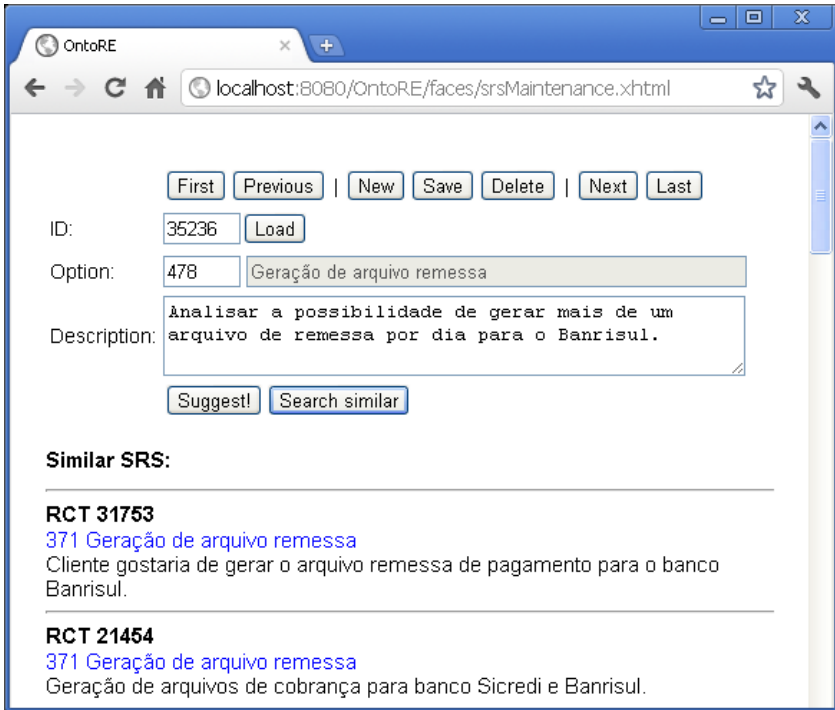 OntoRE
localhost:8080/OntoRE/faces/srsMaintenance.xhtml
First Previous | New Save Delete | Next Last
ID: 35236 Load
Option: 478 Geração de arquivo remessa
Analisar a possibilidade de gerar mais de um
Description: arquivo de remessa por dia para o Banrisul.
Suggest! Search similar
Similar SRS:
RCT 31753
371 Geração de arquivo remessa
Cliente gostaria de gerar o arquivo remessa de pagamento para o banco
Banrisul.
RCT 21454
371 Geração de arquivo remessa
Geração de arquivos de cobrança para banco Sicredi e Banrisul.